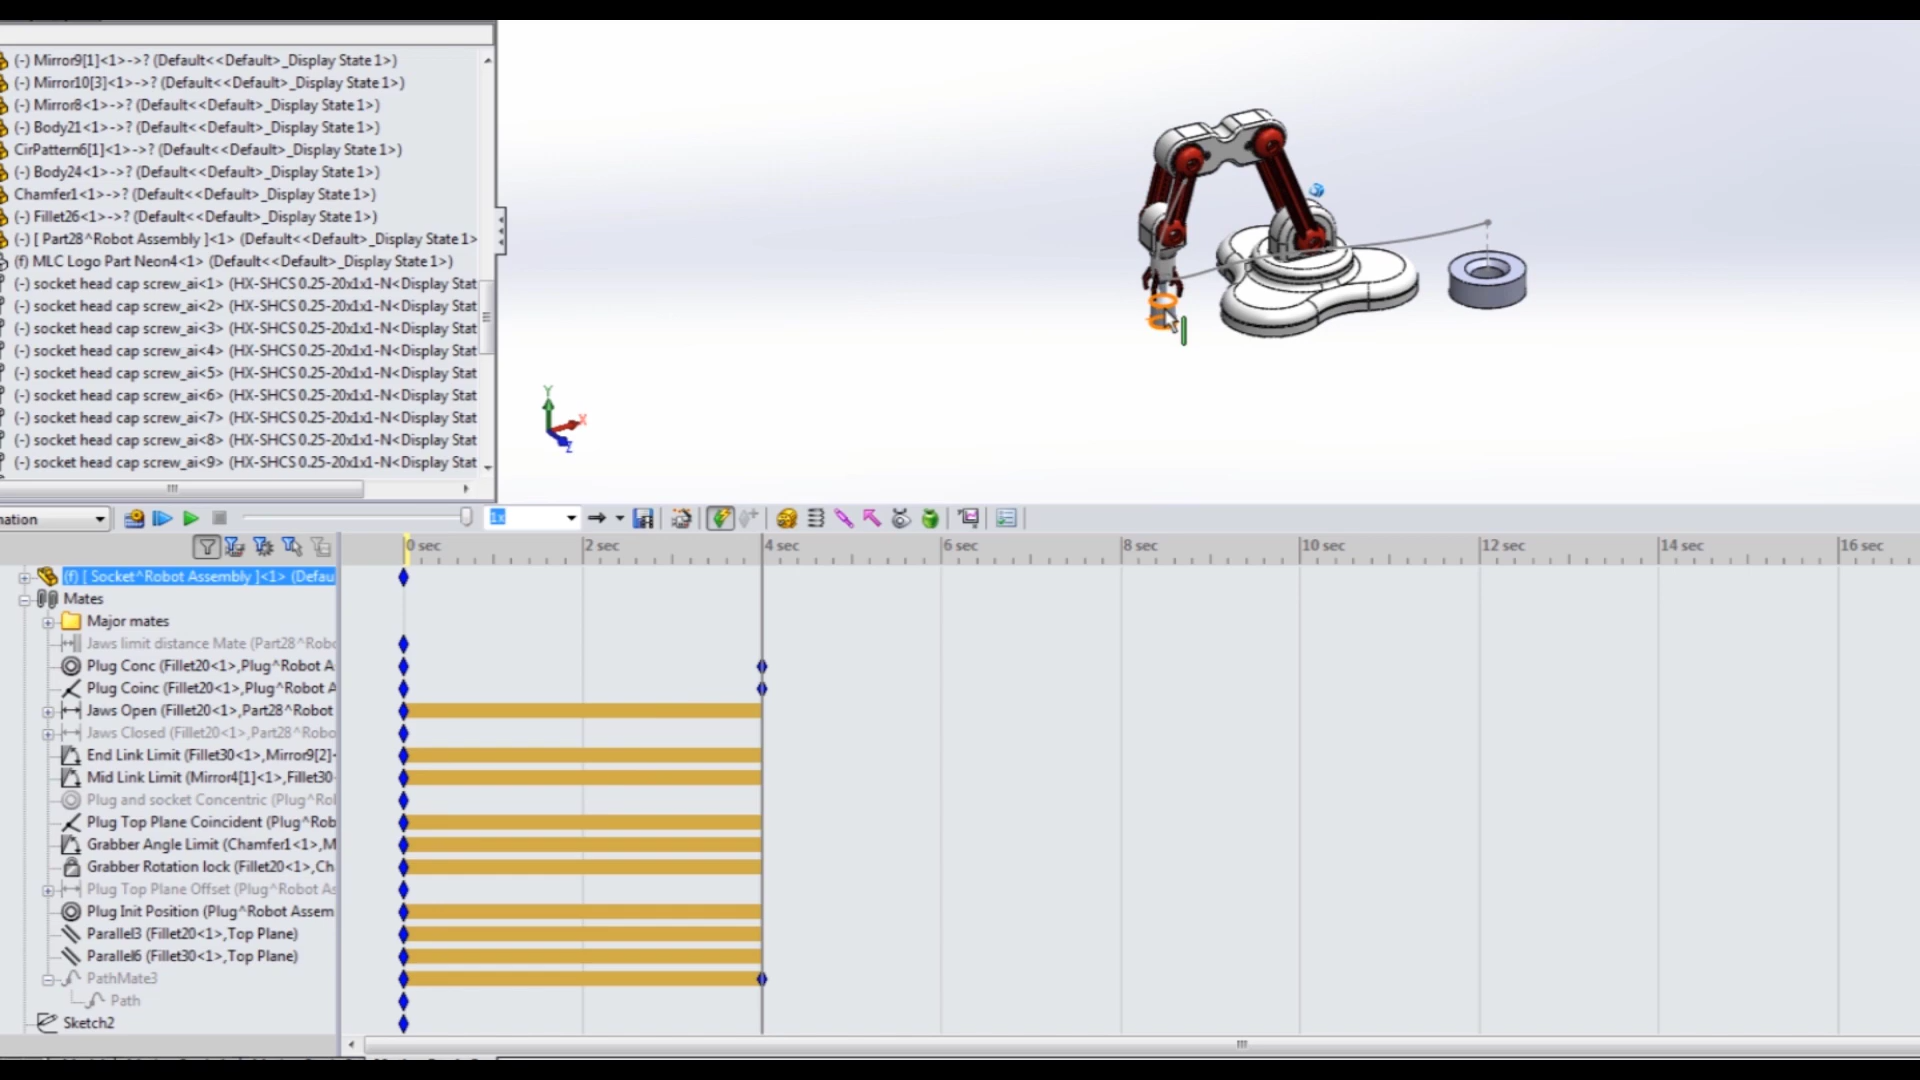 (-) Mirror9[1]<1>->? (Default<<Default>_Display State 1>)
(-) Mirror10[3]<1>->? (Default<<Default>_Display State 1>)
(-) Mirror8<1>->? (Default<<Default>_Display State 1>)
(-) Body21<1>->? (Default<<Default>_Display State 1>)
CirPattern6[1]<1>->? (Default<<Default>_Display State 1>)
(-) Body24<1>->? (Default<<Default>_Display State 1>)
Chamfer1<1>->? (Default<<Default>_Display State 1>)
(-) Fillet26<1>->? (Default<<Default>_Display State 1>)
(-) [ Part28^Robot Assembly ]<1> (Default<<Default>_Display State 1>
(f) MLC Logo Part Neon4<1> (Default<<Default>_Display State 1>)
(-) socket head cap screw_ai<1> (HX-SHCS 0.25-20x1x1-N<Display Stat
(-) socket head cap screw_ai<2> (HX-SHCS 0.25-20x1x1-N<Display Stat
(-) socket head cap screw_ai<3> (HX-SHCS 0.25-20x1x1-N<Display Stat
(-) socket head cap screw_ai<4> (HX-SHCS 0.25-20x1x1-N<Display Stat
(-) socket head cap screw_ai<5> (HX-SHCS 0.25-20x1x1-N<Display Stat
(-) socket head cap screw_ai<6> (HX-SHCS 0.25-20x1x1-N<Display Stat
(-) socket head cap screw_ai<7> (HX-SHCS 0.25-20x1x1-N<Display Stat
(-) socket head cap screw_ai<8> (HX-SHCS 0.25-20x1x1-N<Display Stat
(-) socket head cap screw_ai<9> (HX-SHCS 0.25-20x1x1-N<Display Stat
Y
X
Z
nation
1x
0 sec 2 sec 4 sec 6 sec 8 sec 10 sec 12 sec 14 sec 16 sec
(f) [ Socket^Robot Assembly ]<1> (Defau
Mates
Major mates
Jaws limit distance Mate (Part28^Robo
Plug Conc (Fillet20<1>,Plug^Robot A
Plug Coinc (Fillet20<1>,Plug^Robot A
Jaws Open (Fillet20<1>,Part28^Robot
Jaws Closed (Fillet20<1>,Part28^Robo
End Link Limit (Fillet30<1>,Mirror9[2]<
Mid Link Limit (Mirror4[1]<1>,Fillet30
Plug and socket Concentric (Plug^Rol
Plug Top Plane Coincident (Plug^Rob
Grabber Angle Limit (Chamfer1<1>,M
Grabber Rotation lock (Fillet20<1>,Ch
Plug Top Plane Offset (Plug^Robot As
Plug Init Position (Plug^Robot Assem
Parallel3 (Fillet20<1>,Top Plane)
Parallel6 (Fillet30<1>,Top Plane)
PathMate3
Path
Sketch2